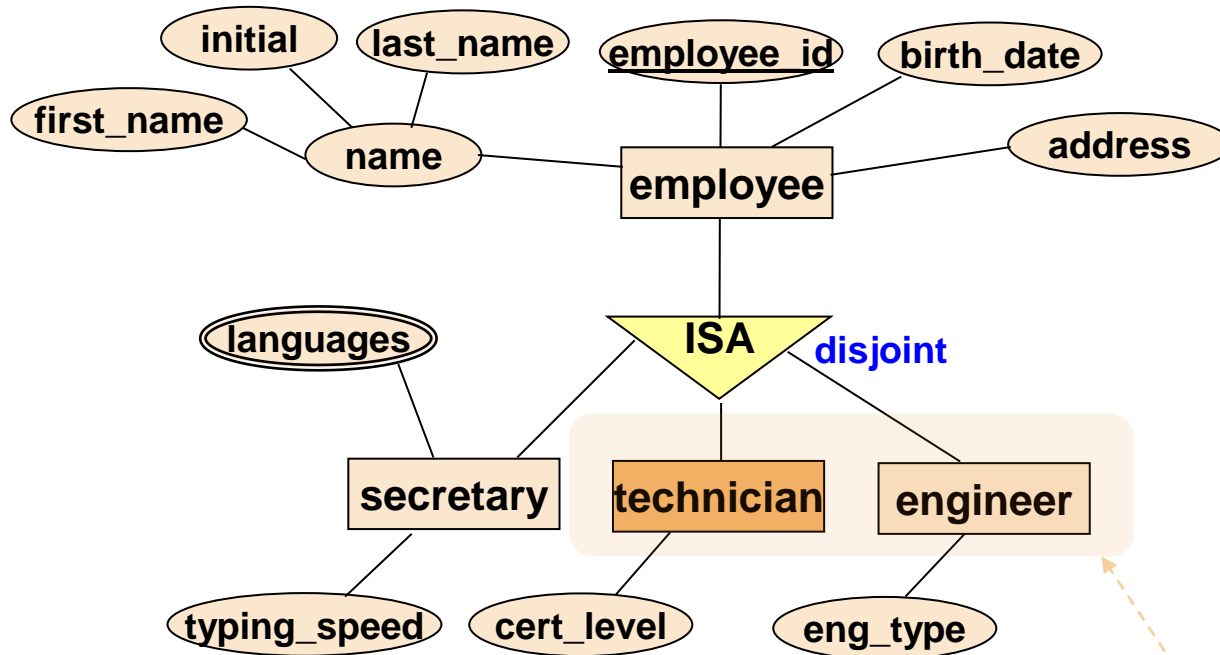 initial
last_name
employee_id
birth_date
first_name
name
address
employee
languages
ISA
disjoint
secretary
technician
engineer
typing_speed
cert_level
eng_type